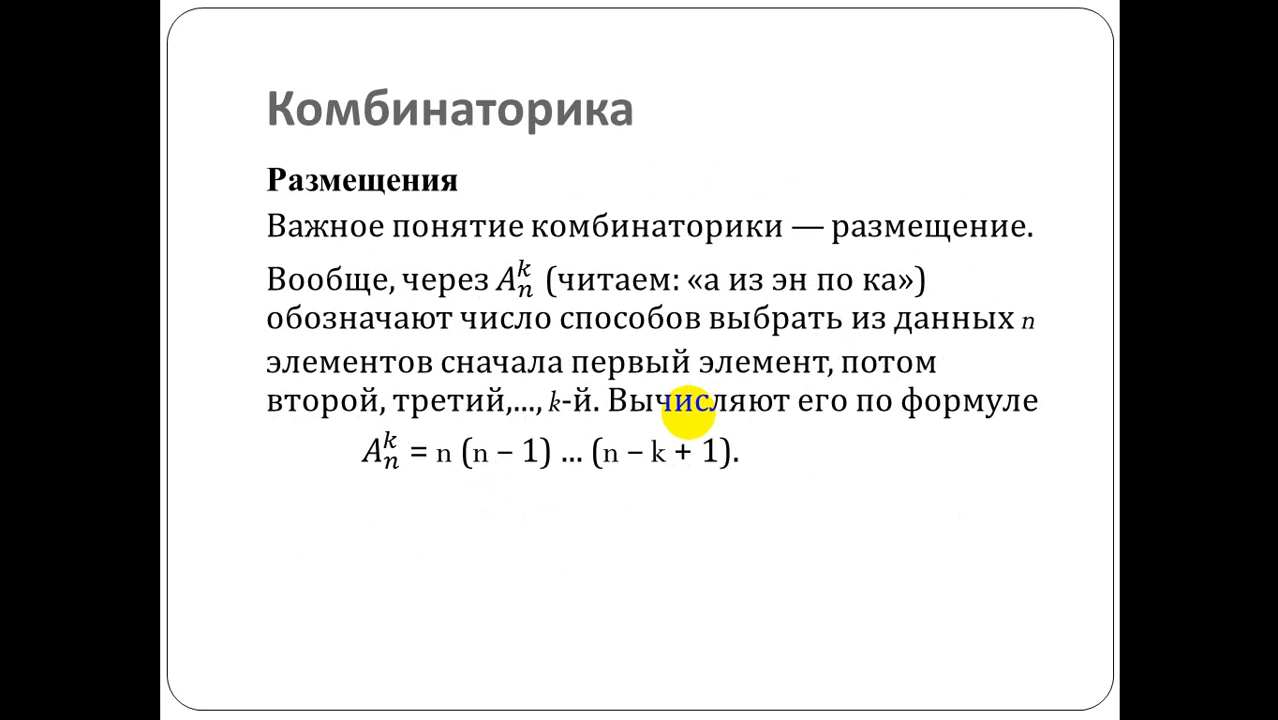 Комбинаторика
Размещения
Важное понятие комбинаторики — размещение.
Вообще, через Aₙᵏ (читаем: «а из эн по ка»)
обозначают число способов выбрать из данных n
элементов сначала первый элемент, потом
второй, третий,..., k-й. Вычисляют его по формуле
Aₙᵏ = n (n − 1) ... (n − k + 1).